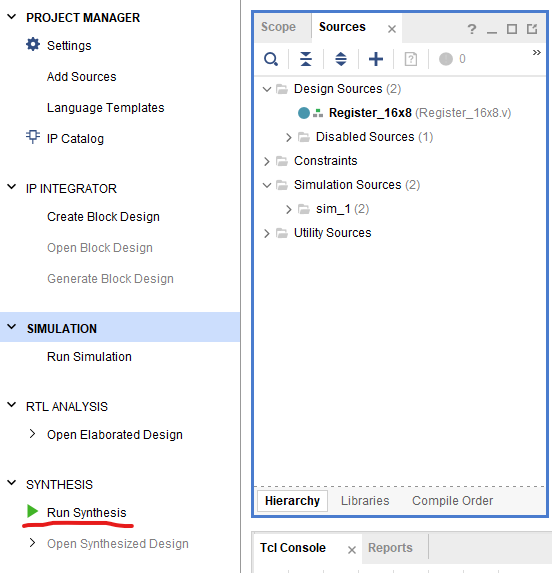 PROJECT MANAGER
Settings
Add Sources
Language Templates
IP Catalog
IP INTEGRATOR
Create Block Design
Open Block Design
Generate Block Design
SIMULATION
Run Simulation
RTL ANALYSIS
Open Elaborated Design
SYNTHESIS
Run Synthesis
Open Synthesized Design
Scope Sources × ? _
? 0 »
Design Sources (2)
Register_16x8 (Register_16x8.v)
Disabled Sources (1)
Constraints
Simulation Sources (2)
sim_1 (2)
Utility Sources
Hierarchy Libraries Compile Order
Tcl Console × Reports